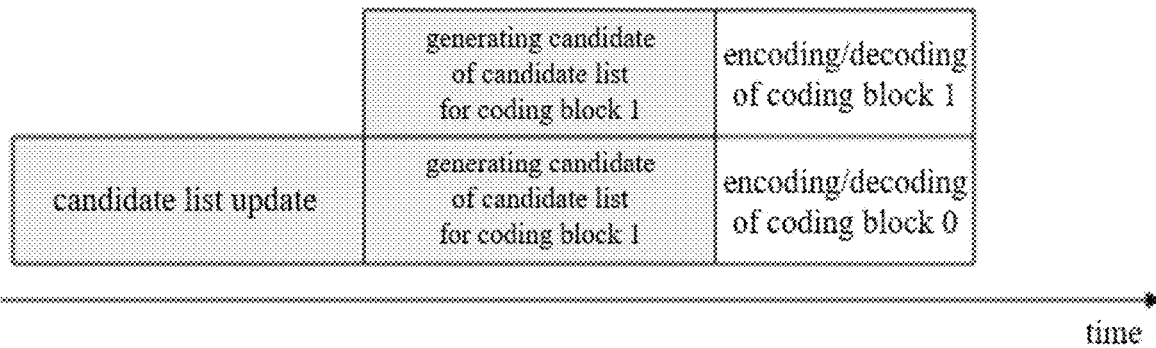 generating candidate
of candidate list
for coding block 1
encoding/decoding
of coding block 1
candidate list update
generating candidate
of candidate list
for coding block 1
encoding/decoding
of coding block 0
time